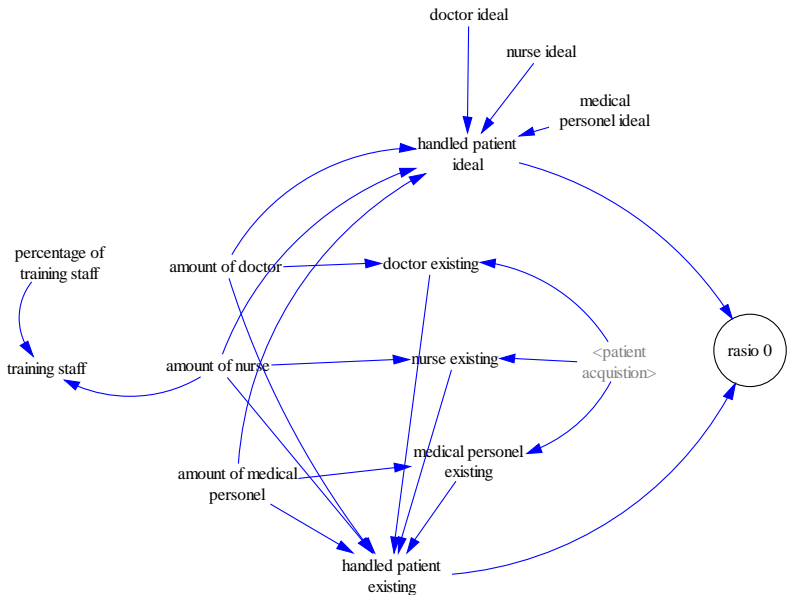 doctor ideal
nurse ideal
medical
personel ideal
handled patient
ideal
percentage of
training staff
amount of doctor
doctor existing
training staff
amount of nurse
nurse existing
<patient
acquistion>
rasio 0
amount of medical
personel
medical personel
existing
handled patient
existing